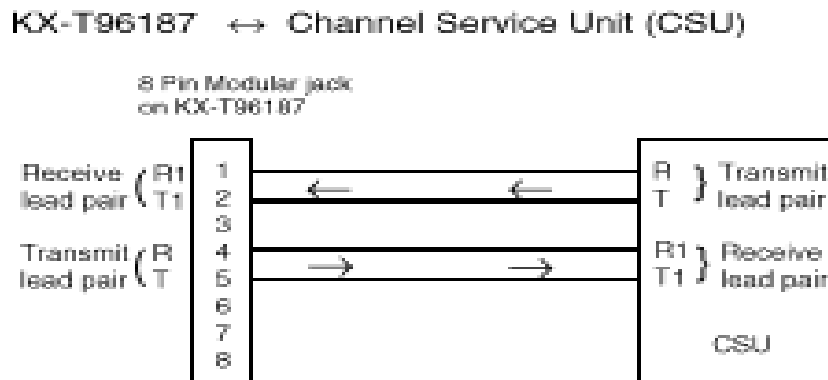 KX-T96187 ↔ Channel Service Unit (CSU)
8 Pin Modular jack
on KX-T96187
Receive ( R1 1 R } Transmit
lead pair ( T1 2 T } lead pair
3
Transmit ( R 4 R1 } Receive
lead pair ( T 5 T1 } lead pair
6
7
8 CSU